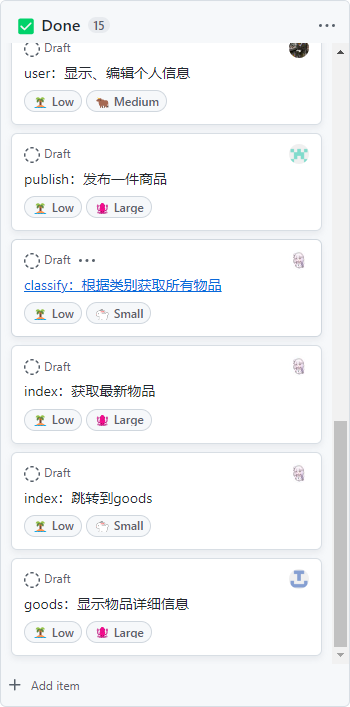 Done 15
Draft
user：显示、编辑个人信息
Low Medium
Draft
publish：发布一件商品
Low Large
Draft
classify：根据类别获取所有物品
Low Small
Draft
index：获取最新物品
Low Large
Draft
index：跳转到goods
Low Small
Draft
goods：显示物品详细信息
Low Large
Add item